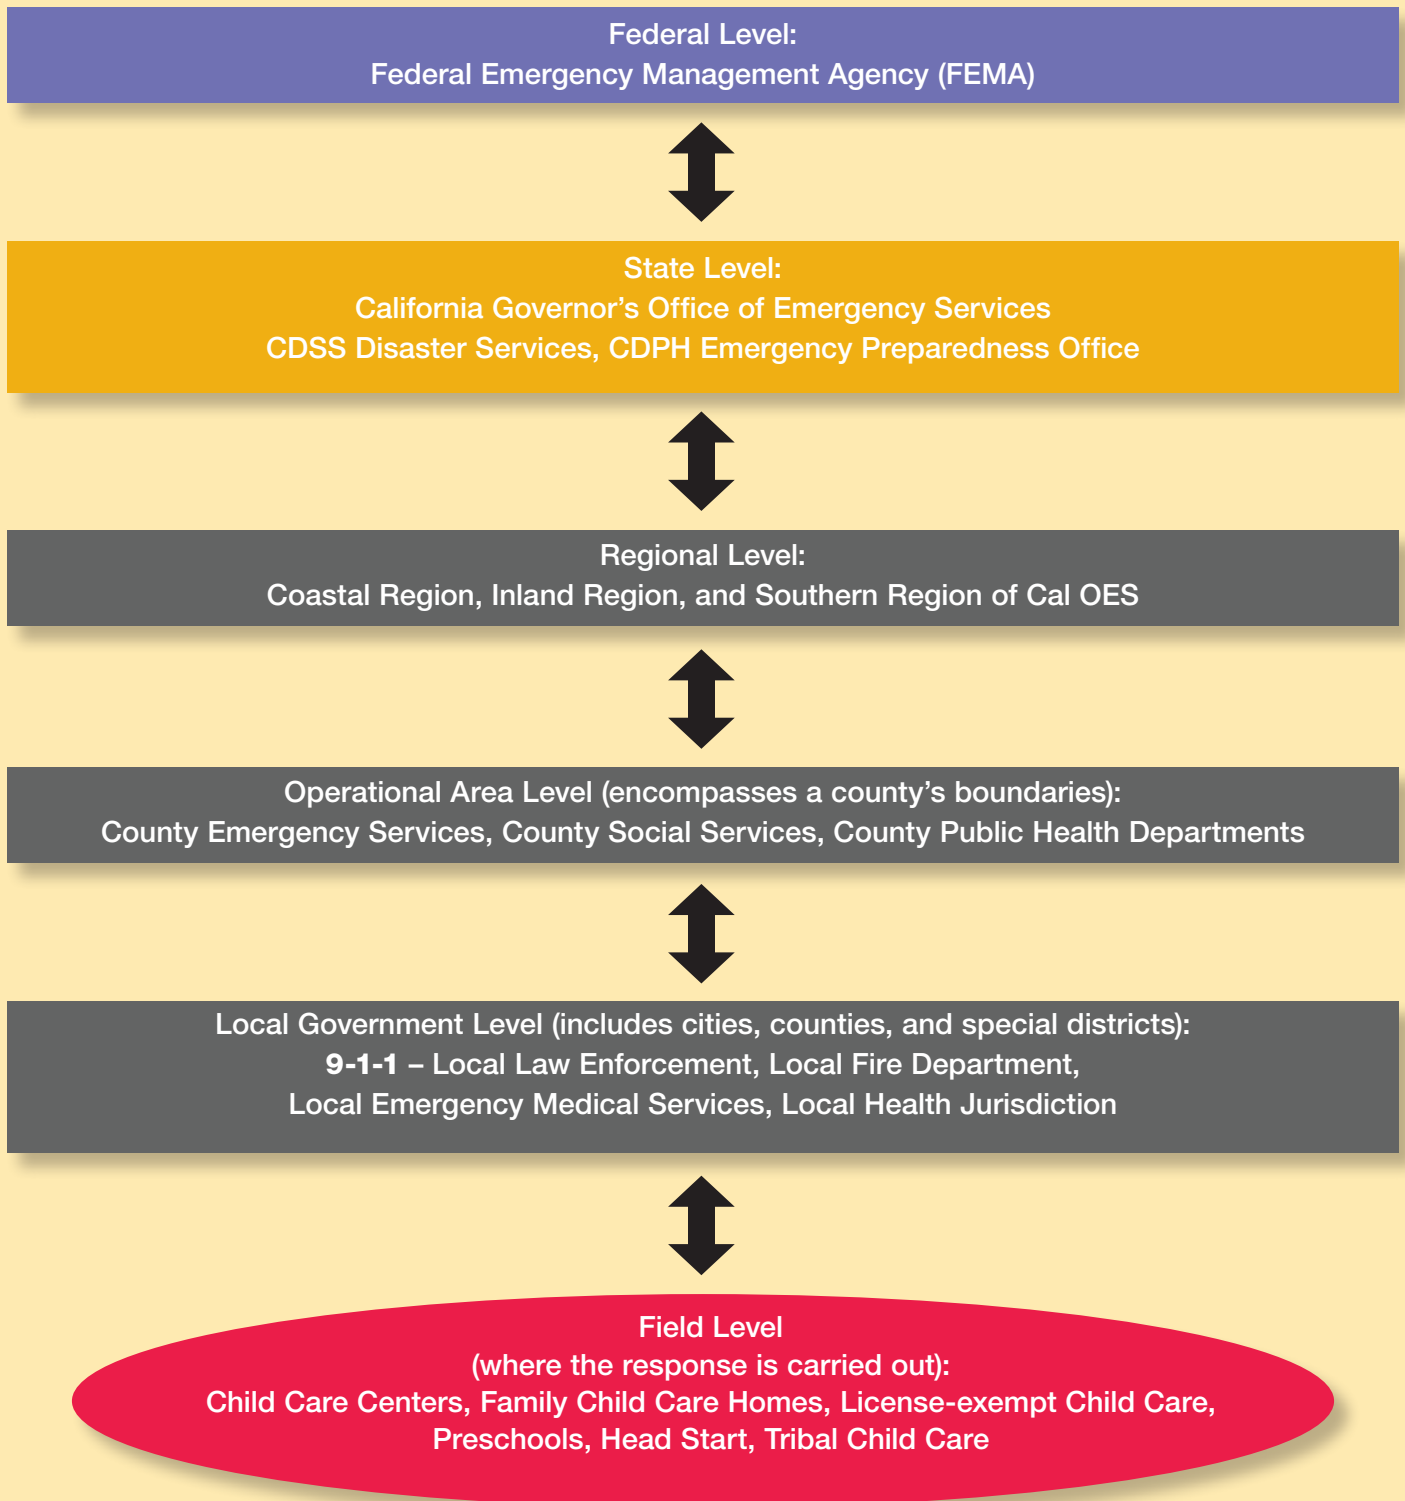 Federal Level:
Federal Emergency Management Agency (FEMA)
State Level:
California Governor’s Office of Emergency Services
CDSS Disaster Services, CDPH Emergency Preparedness Office
Regional Level:
Coastal Region, Inland Region, and Southern Region of Cal OES
Operational Area Level (encompasses a county’s boundaries):
County Emergency Services, County Social Services, County Public Health Departments
Local Government Level (includes cities, counties, and special districts):
9-1-1 – Local Law Enforcement, Local Fire Department,
Local Emergency Medical Services, Local Health Jurisdiction
Field Level
(where the response is carried out):
Child Care Centers, Family Child Care Homes, License-exempt Child Care,
Preschools, Head Start, Tribal Child Care